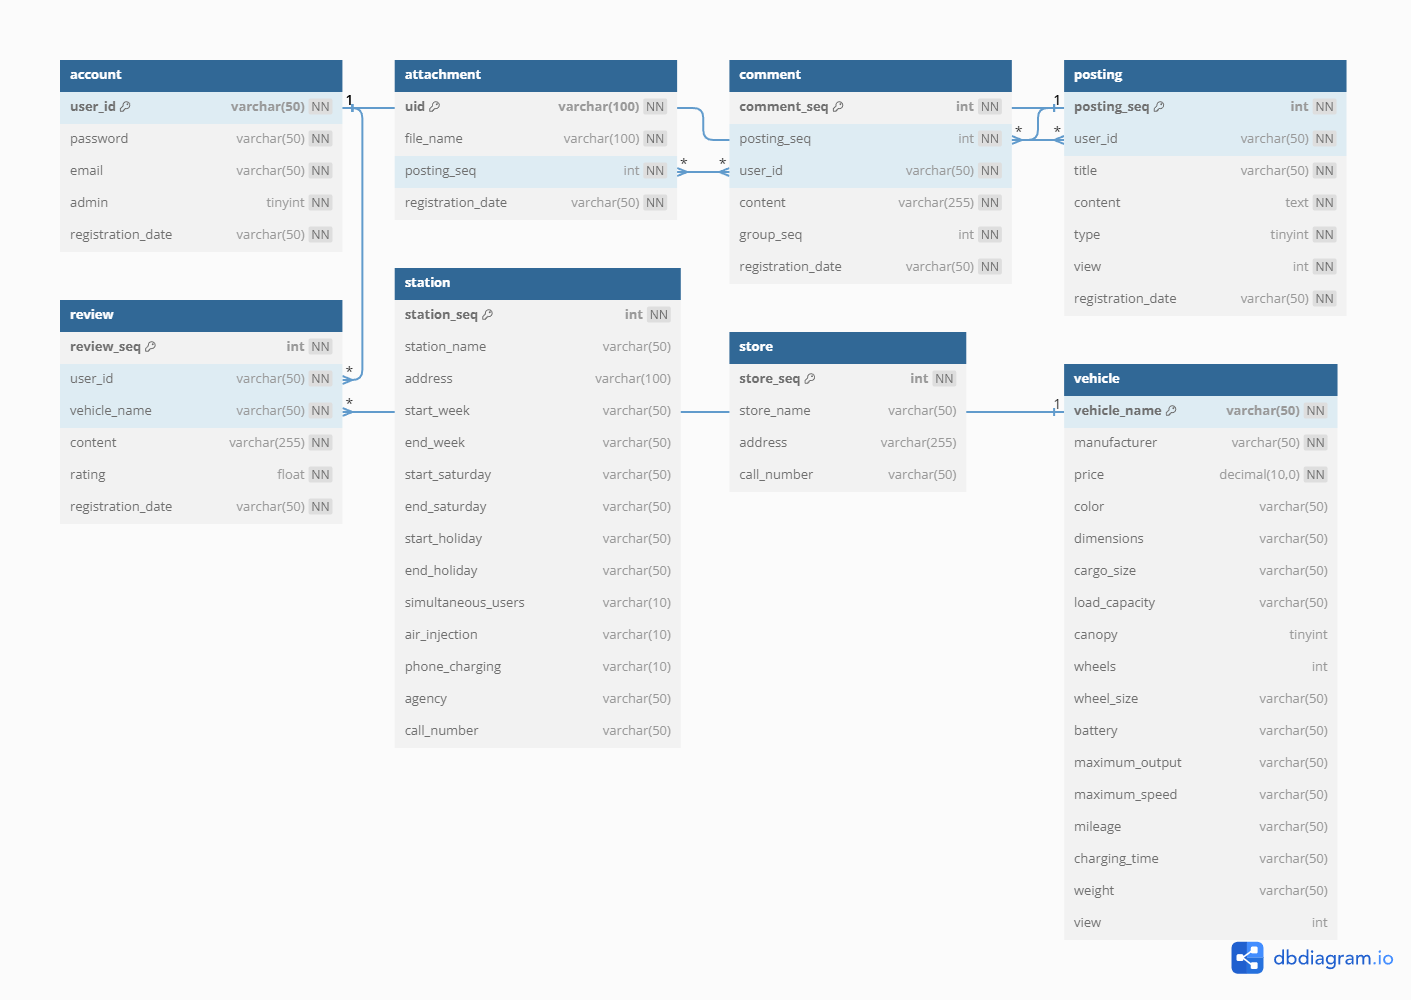 account
user_id varchar(50) NN
password varchar(50) NN
email varchar(50) NN
admin tinyint NN
registration_date varchar(50) NN
1
attachment
uid varchar(100) NN
file_name varchar(100) NN
posting_seq int NN
registration_date varchar(50) NN
* *
comment
comment_seq int NN
posting_seq int NN
user_id varchar(50) NN
content varchar(255) NN
group_seq int NN
registration_date varchar(50) NN
1
* *
posting
posting_seq int NN
user_id varchar(50) NN
title varchar(50) NN
content text NN
type tinyint NN
view int NN
registration_date varchar(50) NN
review
review_seq int NN
user_id varchar(50) NN
vehicle_name varchar(50) NN
content varchar(255) NN
rating float NN
registration_date varchar(50) NN
*
*
station
station_seq int NN
station_name varchar(50)
address varchar(100)
start_week varchar(50)
end_week varchar(50)
start_saturday varchar(50)
end_saturday varchar(50)
start_holiday varchar(50)
end_holiday varchar(50)
simultaneous_users varchar(10)
air_injection varchar(10)
phone_charging varchar(10)
agency varchar(50)
call_number varchar(50)
store
store_seq int NN
store_name varchar(50)
address varchar(255)
call_number varchar(50)
1
vehicle
vehicle_name varchar(50) NN
manufacturer varchar(50) NN
price decimal(10,0) NN
color varchar(50)
dimensions varchar(50)
cargo_size varchar(50)
load_capacity varchar(50)
canopy tinyint
wheels int
wheel_size varchar(50)
battery varchar(50)
maximum_output varchar(50)
maximum_speed varchar(50)
mileage varchar(50)
charging_time varchar(50)
weight varchar(50)
view int
dbdiagram.io